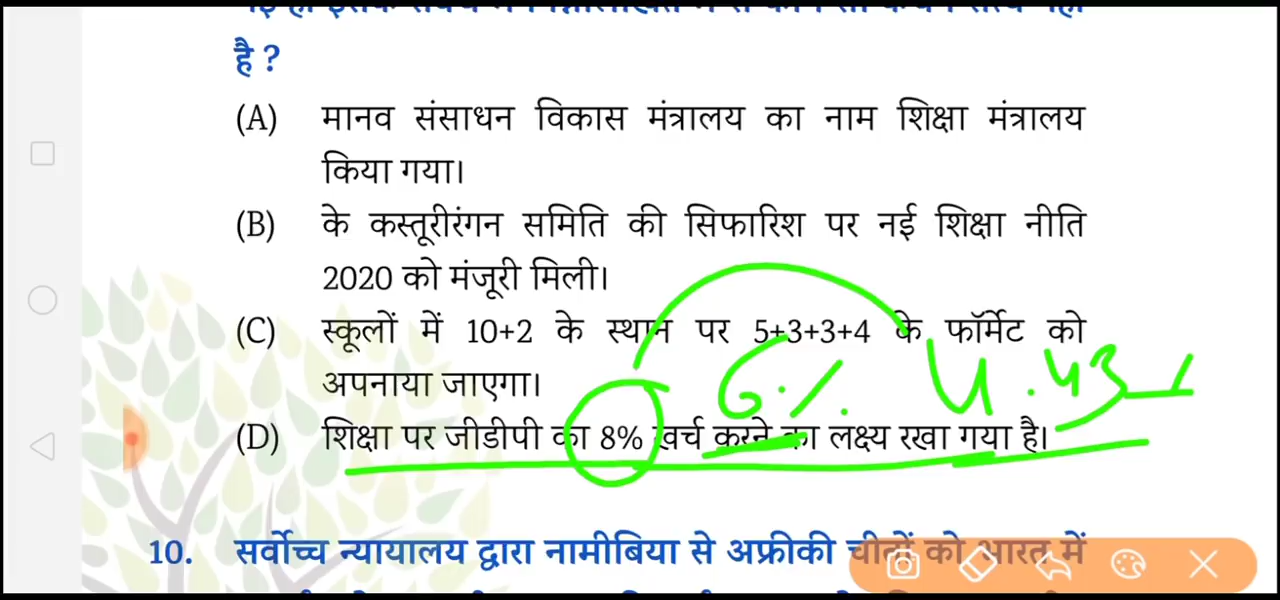 है ?
(A) मानव संसाधन विकास मंत्रालय का नाम शिक्षा मंत्रालय
किया गया।
(B) के कस्तूरीरंगन समिति की सिफारिश पर नई शिक्षा नीति
2020 को मंजूरी मिली।
(C) स्कूलों में 10+2 के स्थान पर 5+3+3+4 के फॉर्मेट को
अपनाया जाएगा।
6% 4.43
(D) शिक्षा पर जीडीपी का 8% खर्च करने का लक्ष्य रखा गया है।
10. सर्वोच्च न्यायालय द्वारा नामीबिया से अफ्रीकी चीतों को भारत में